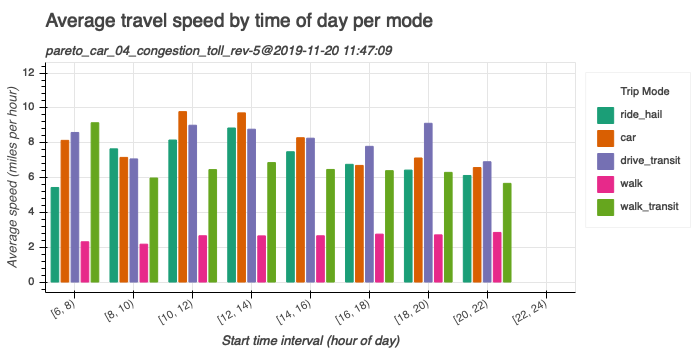 Average travel speed by time of day per mode
pareto_car_04_congestion_toll_rev-5@2019-11-20 11:47:09
Average speed (miles per hour)
12
10
8
6
4
2
0
[6, 8)
[8, 10)
[10, 12)
[12, 14)
[14, 16)
[16, 18)
[18, 20)
[20, 22)
[22, 24)
Start time interval (hour of day)
Trip Mode
ride_hail
car
drive_transit
walk
walk_transit